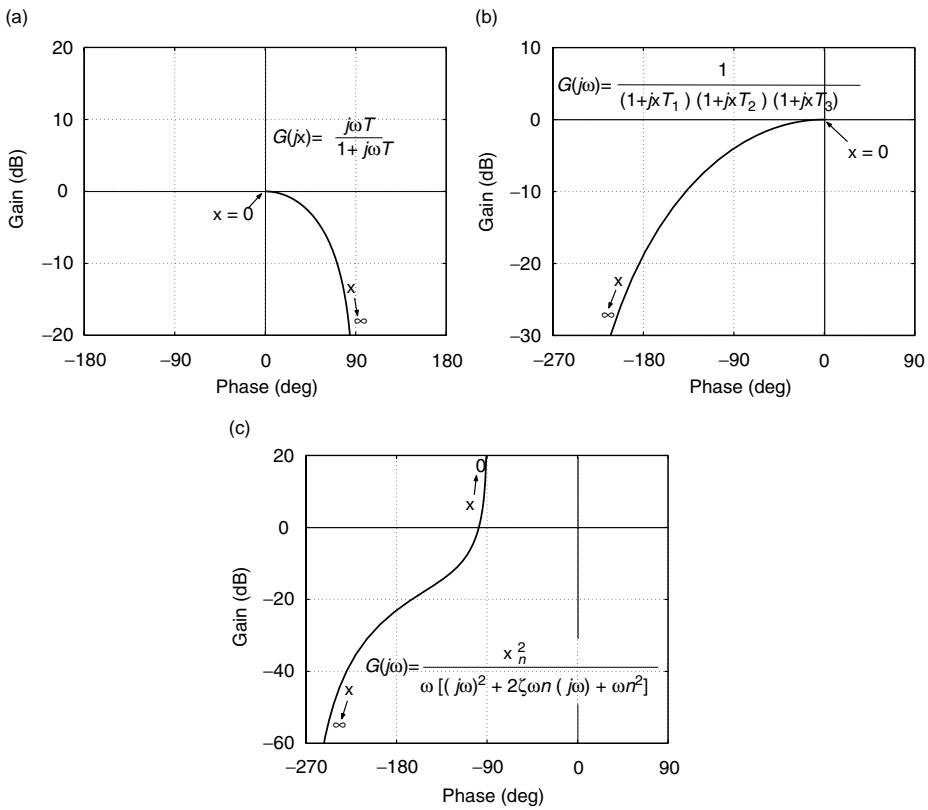 (a)
20
10
0
−10
−20
Gain (dB)
G(jx)= jωT
1+ jωT
x = 0
x
∞
−180 −90 0 90 180
Phase (deg)
(b)
10
0
−10
−20
−30
Gain (dB)
G(jω)= 1
(1+jxT1 ) (1+jxT2 ) (1+jxT3)
x = 0
x
∞
−270 −180 −90 0 90
Phase (deg)
(c)
20
0
−20
−40
−60
Gain (dB)
0
x
G(jω)= x n 2
ω [( jω)2 + 2ζωn ( jω) + ωn2]
x
∞
−270 −180 −90 0 90
Phase (deg)